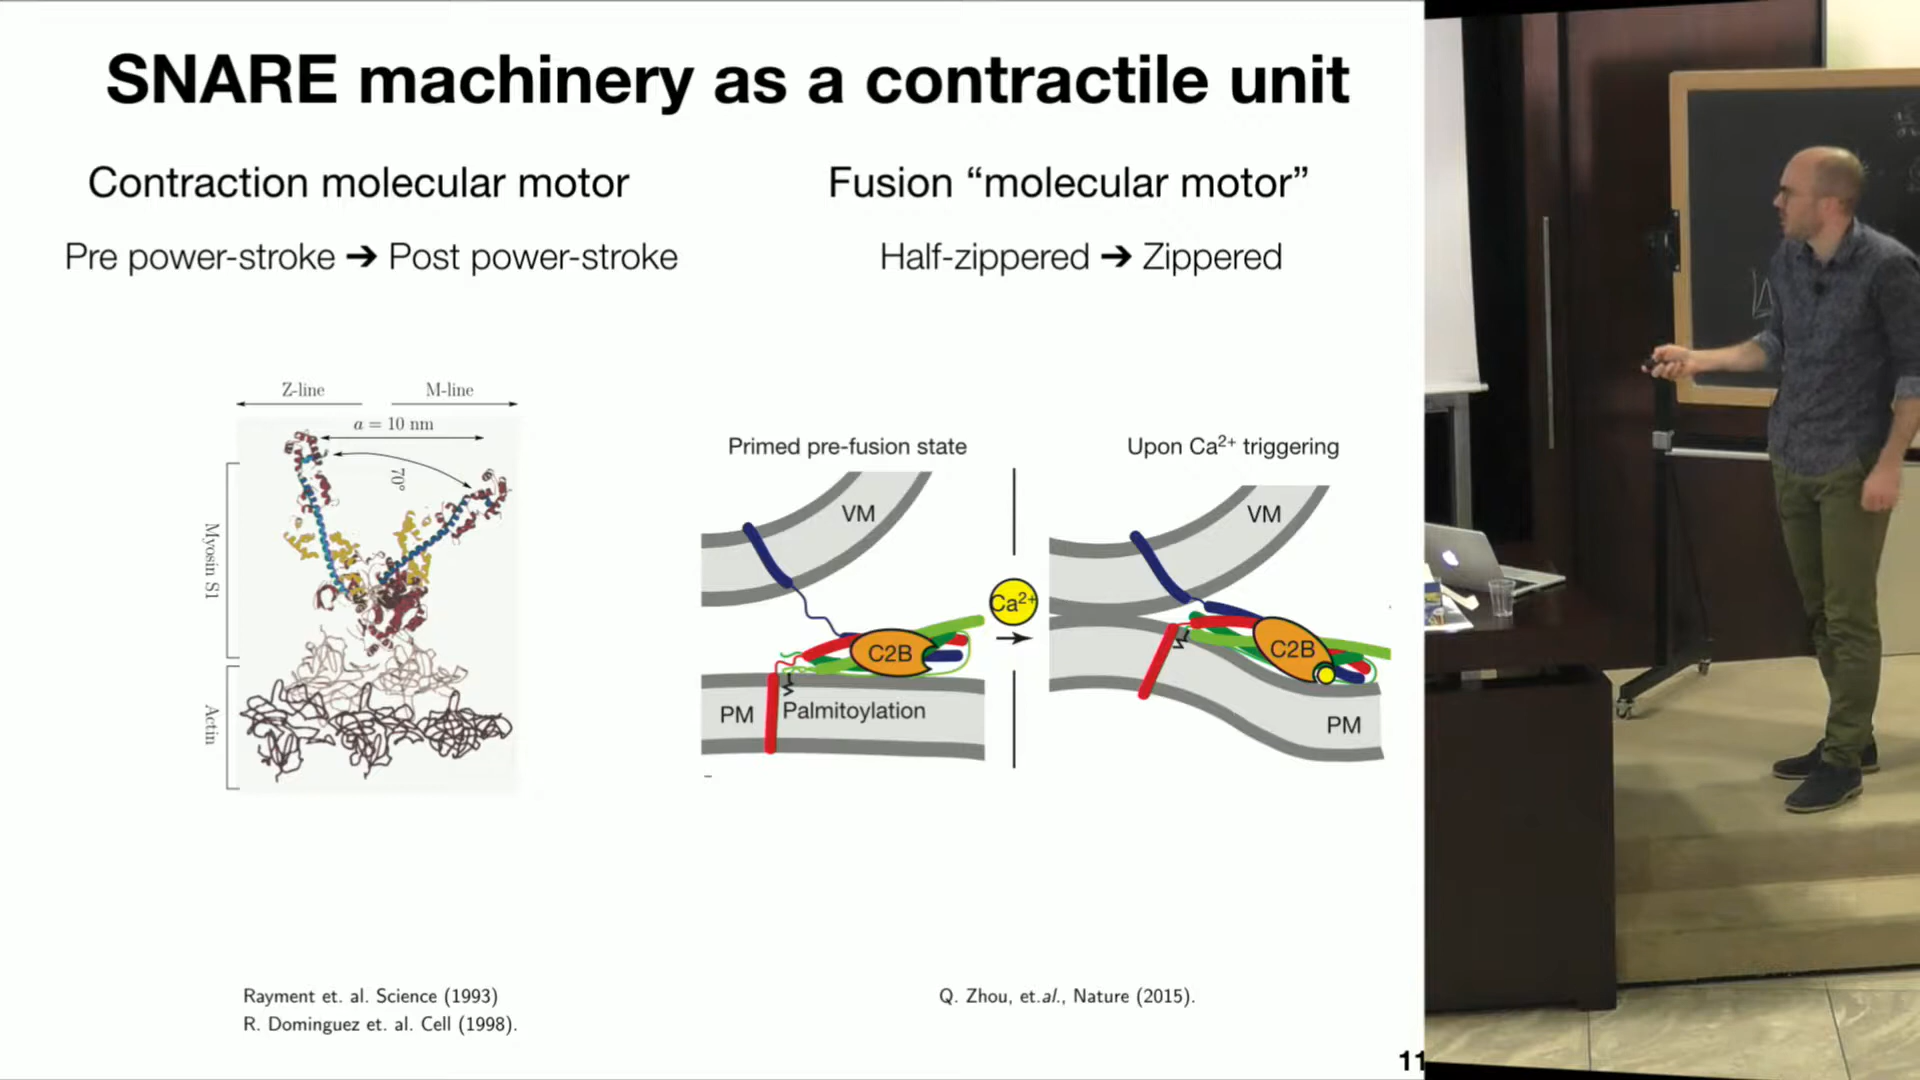 SNARE machinery as a contractile unit
Contraction molecular motor
Pre power-stroke ➔ Post power-stroke
Fusion “molecular motor”
Half-zippered ➔ Zippered
Z-line
M-line
a = 10 nm
70°
Myosin S1
Actin
Primed pre-fusion state
VM
C2B
PM
Palmitoylation
Ca²⁺
Upon Ca²⁺ triggering
VM
C2B
PM
Rayment et. al. Science (1993)
R. Dominguez et. al. Cell (1998).
Q. Zhou, et.al., Nature (2015).
11